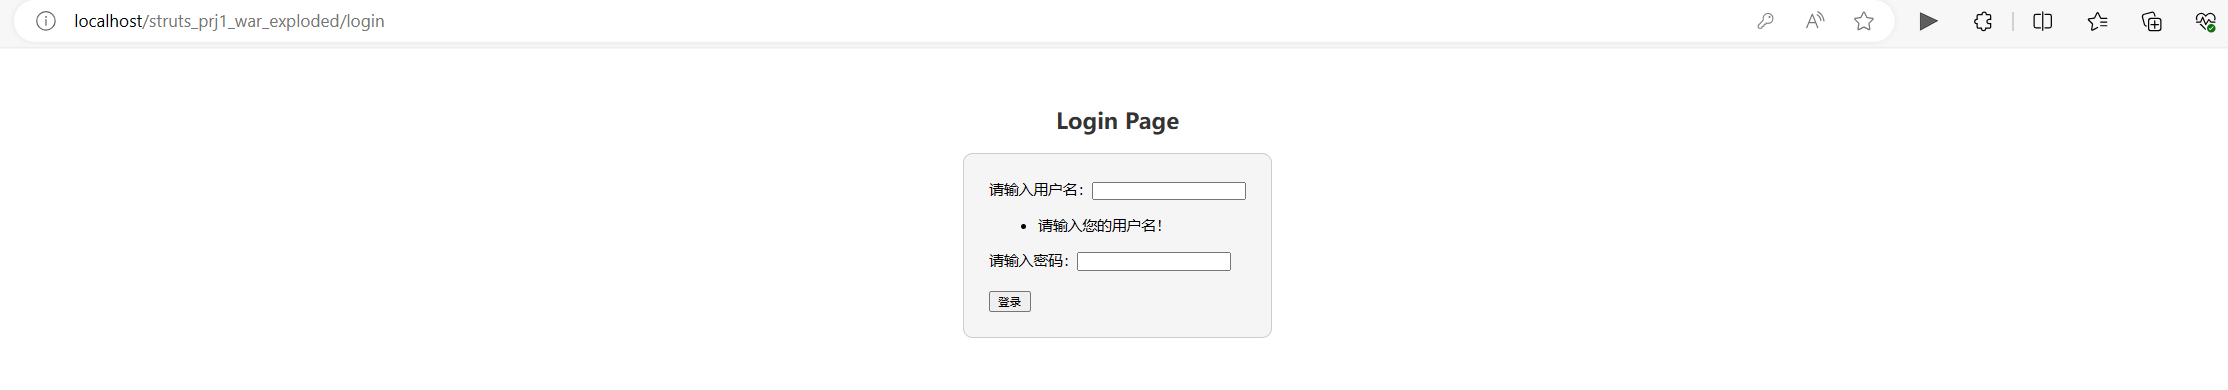 localhost/struts_prj1_war_exploded/login
Login Page
请输入用户名：
• 请输入您的用户名！
请输入密码：
登录